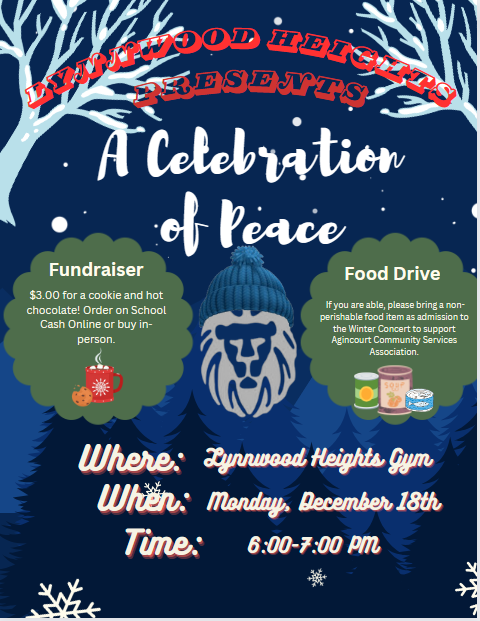 LYNNWOOD HEIGHTS
PRESENTS
A Celebration
of Peace
Fundraiser
$3.00 for a cookie and hot
chocolate! Order on School
Cash Online or buy in-
person.
Food Drive
If you are able, please bring a non-
perishable food item as admission to
the Winter Concert to support
Agincourt Community Services
Association.
SOUP
Where: Lynnwood Heights Gym
When: Monday, December 18th
Time: 6:00-7:00 PM